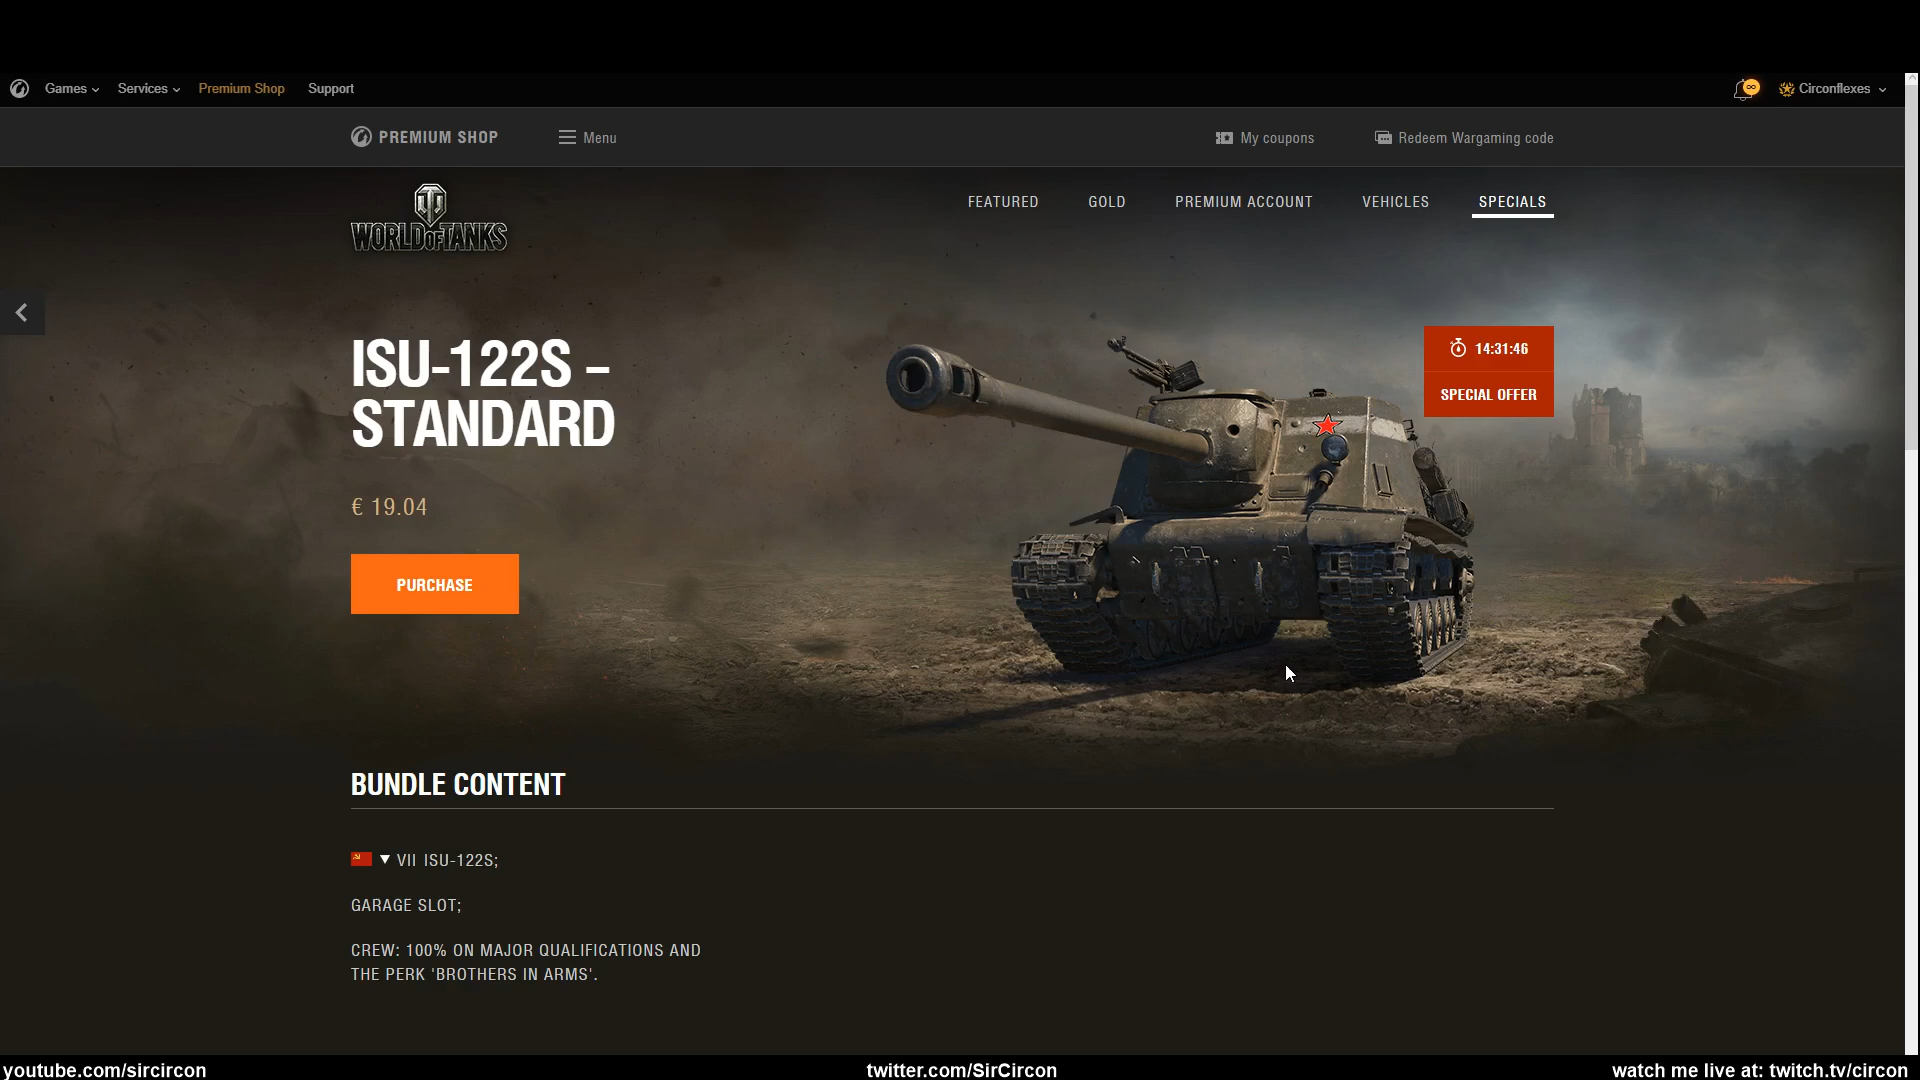 Games
Services
Premium Shop
Support
Circonflexes
PREMIUM SHOP
Menu
My coupons
Redeem Wargaming code
WORLD OF TANKS
FEATURED
GOLD
PREMIUM ACCOUNT
VEHICLES
SPECIALS
ISU-122S –
STANDARD
€ 19.04
PURCHASE
14:31:46
SPECIAL OFFER
BUNDLE CONTENT
VII ISU-122S;
GARAGE SLOT;
CREW: 100% ON MAJOR QUALIFICATIONS AND
THE PERK 'BROTHERS IN ARMS'.
youtube.com/sircircon
twitter.com/SirCircon
watch me live at: twitch.tv/circon